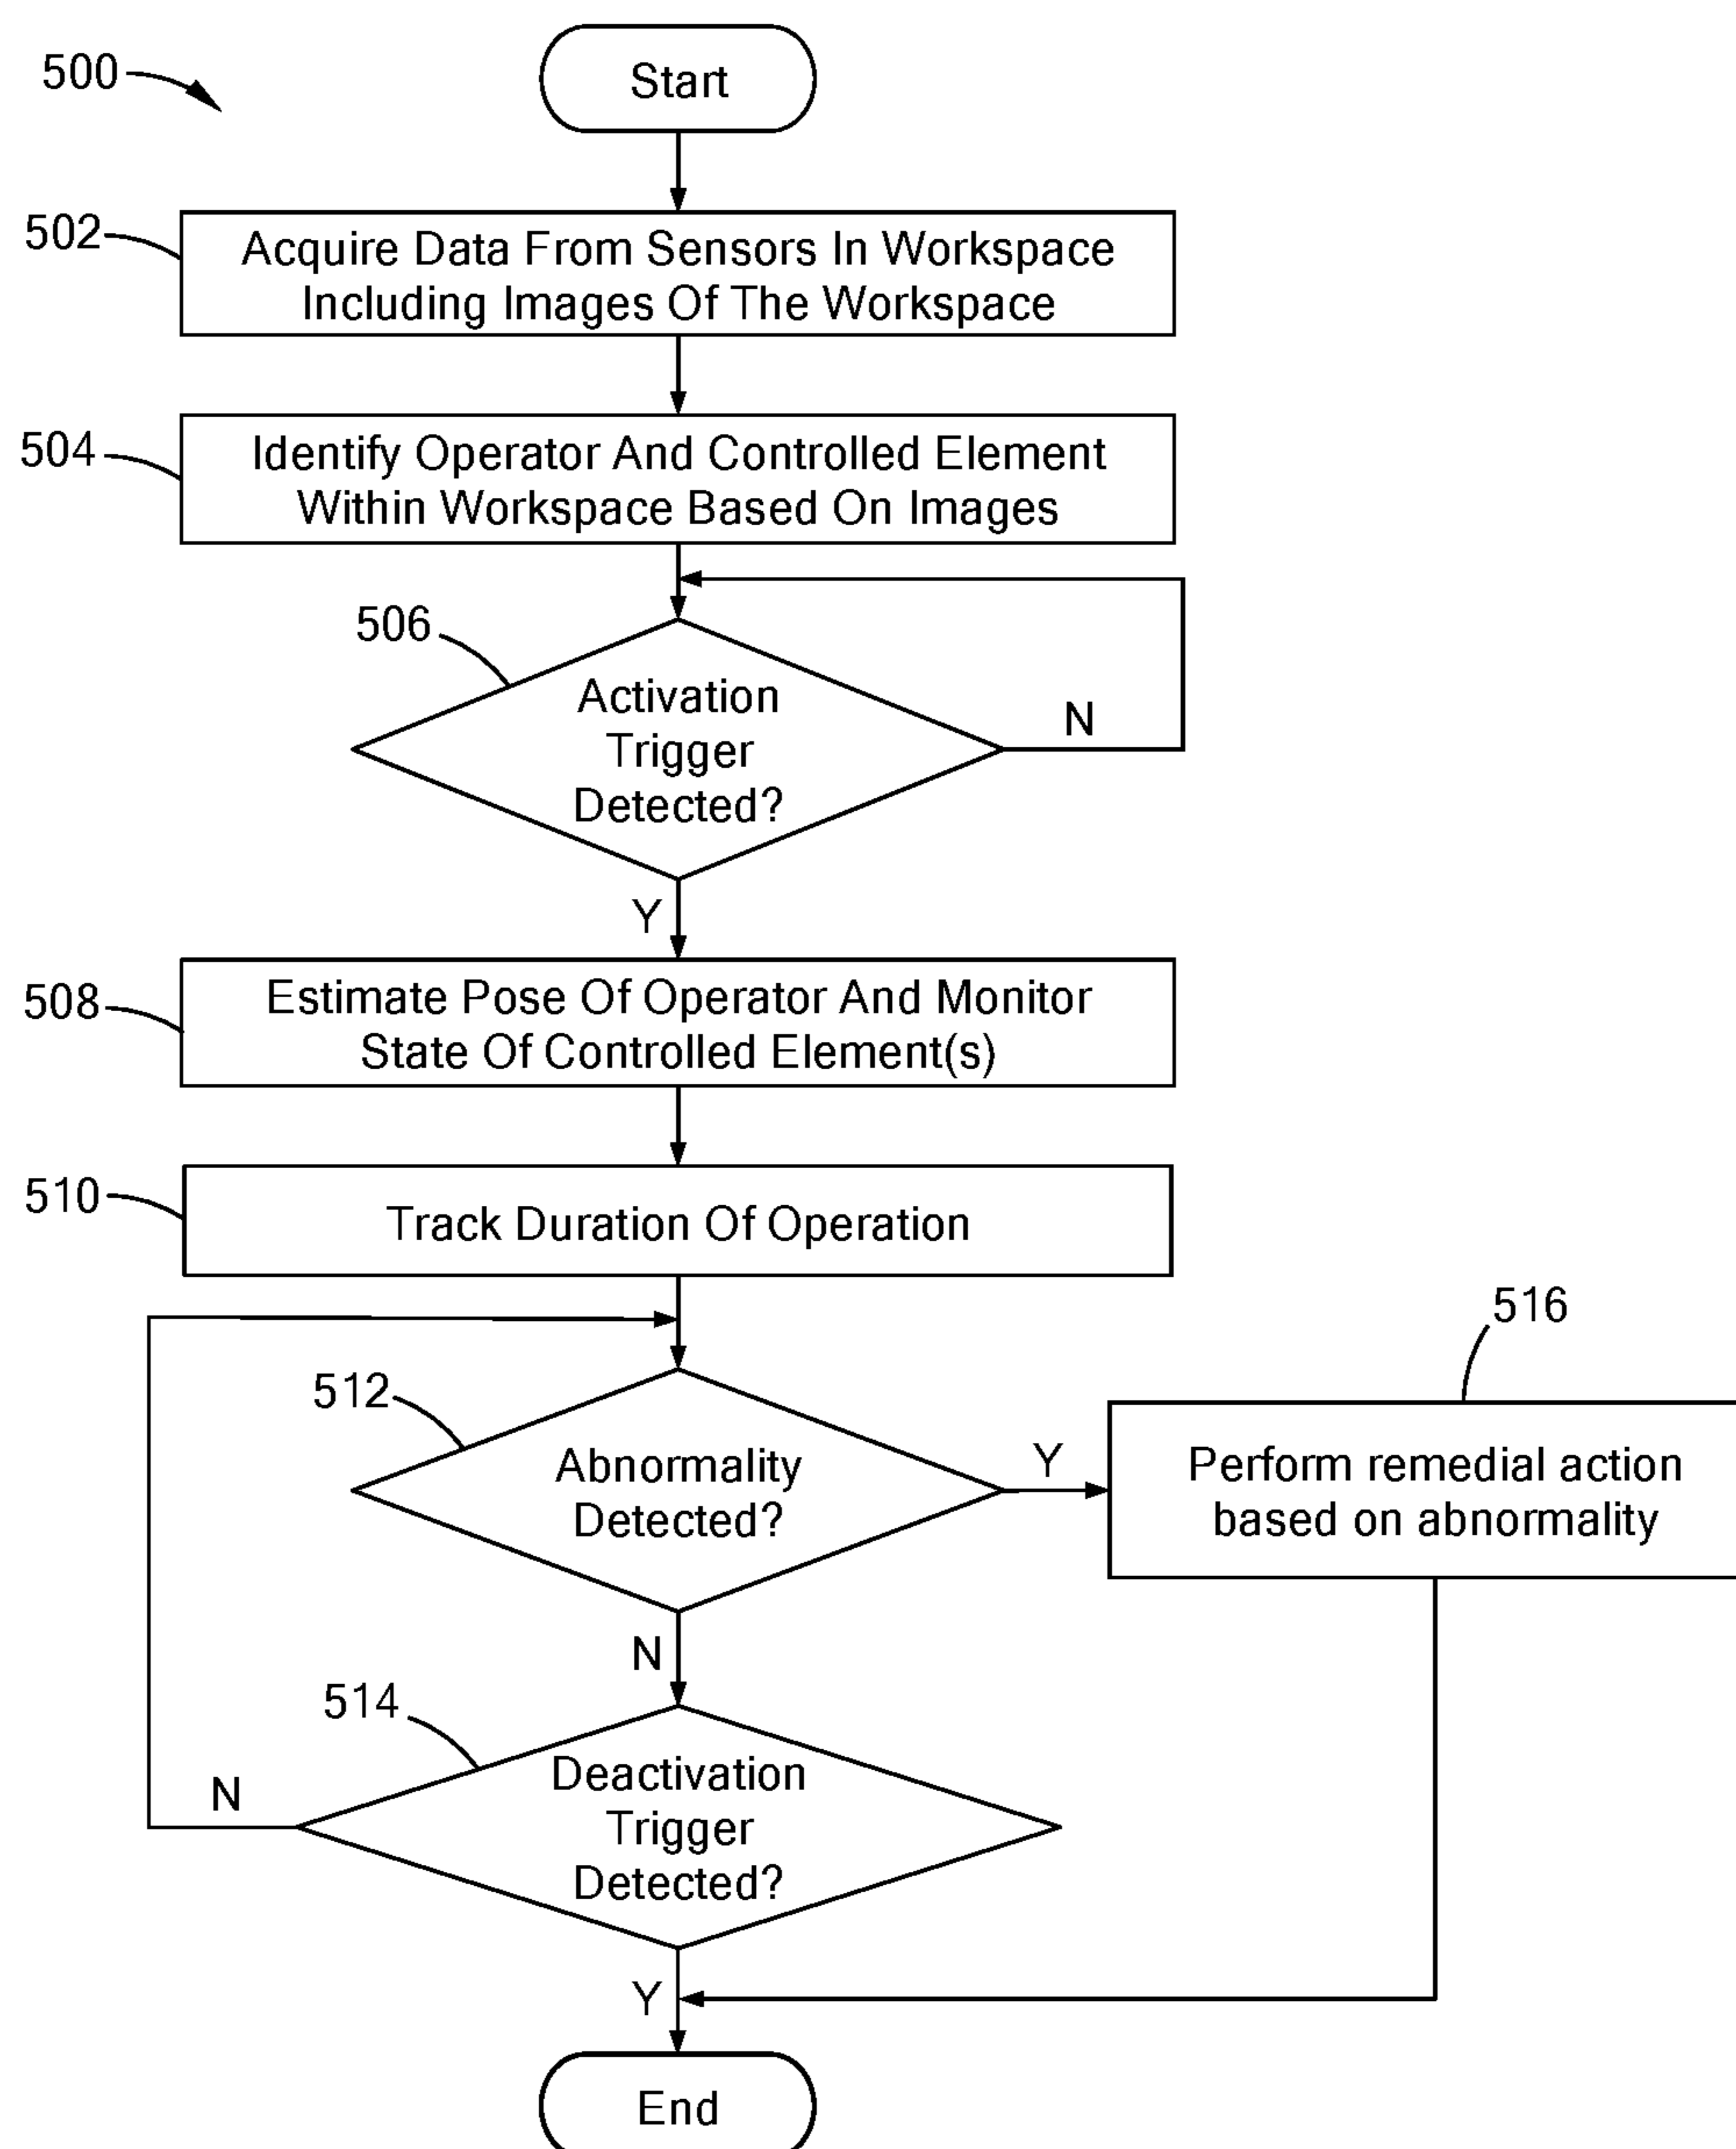 500
Start
502
Acquire Data From Sensors In Workspace
Including Images Of The Workspace
504
Identify Operator And Controlled Element
Within Workspace Based On Images
506
Activation
Trigger
Detected?
N
Y
508
Estimate Pose Of Operator And Monitor
State Of Controlled Element(s)
510
Track Duration Of Operation
512
Abnormality
Detected?
Y
516
Perform remedial action
based on abnormality
N
514
Deactivation
Trigger
Detected?
N
Y
End